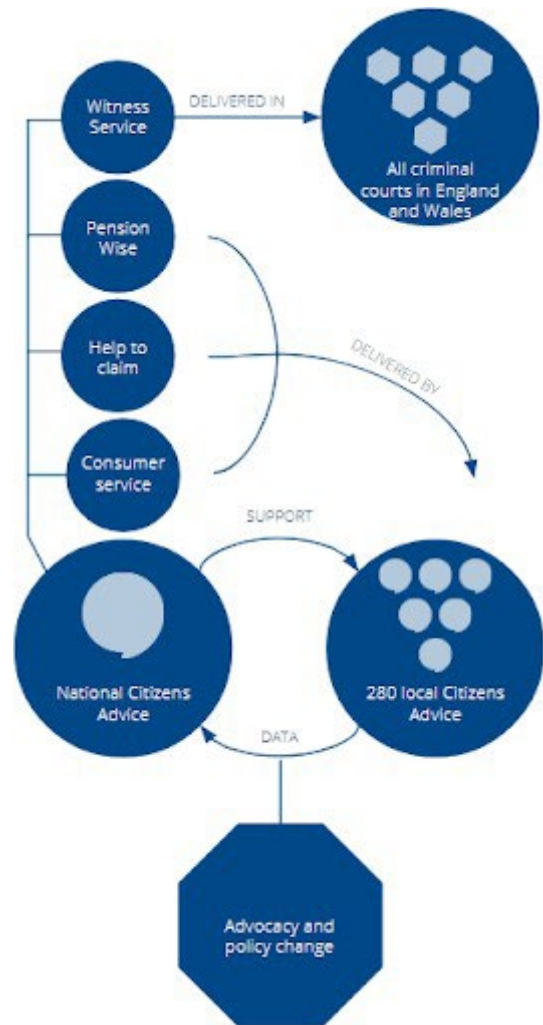 Witness
Service
DELIVERED IN
All criminal
courts in England
and Wales
Pension
Wise
Help to
claim
DELIVERED BY
Consumer
service
SUPPORT
National Citizens
Advice
280 local Citizens
Advice
DATA
Advocacy and
policy change